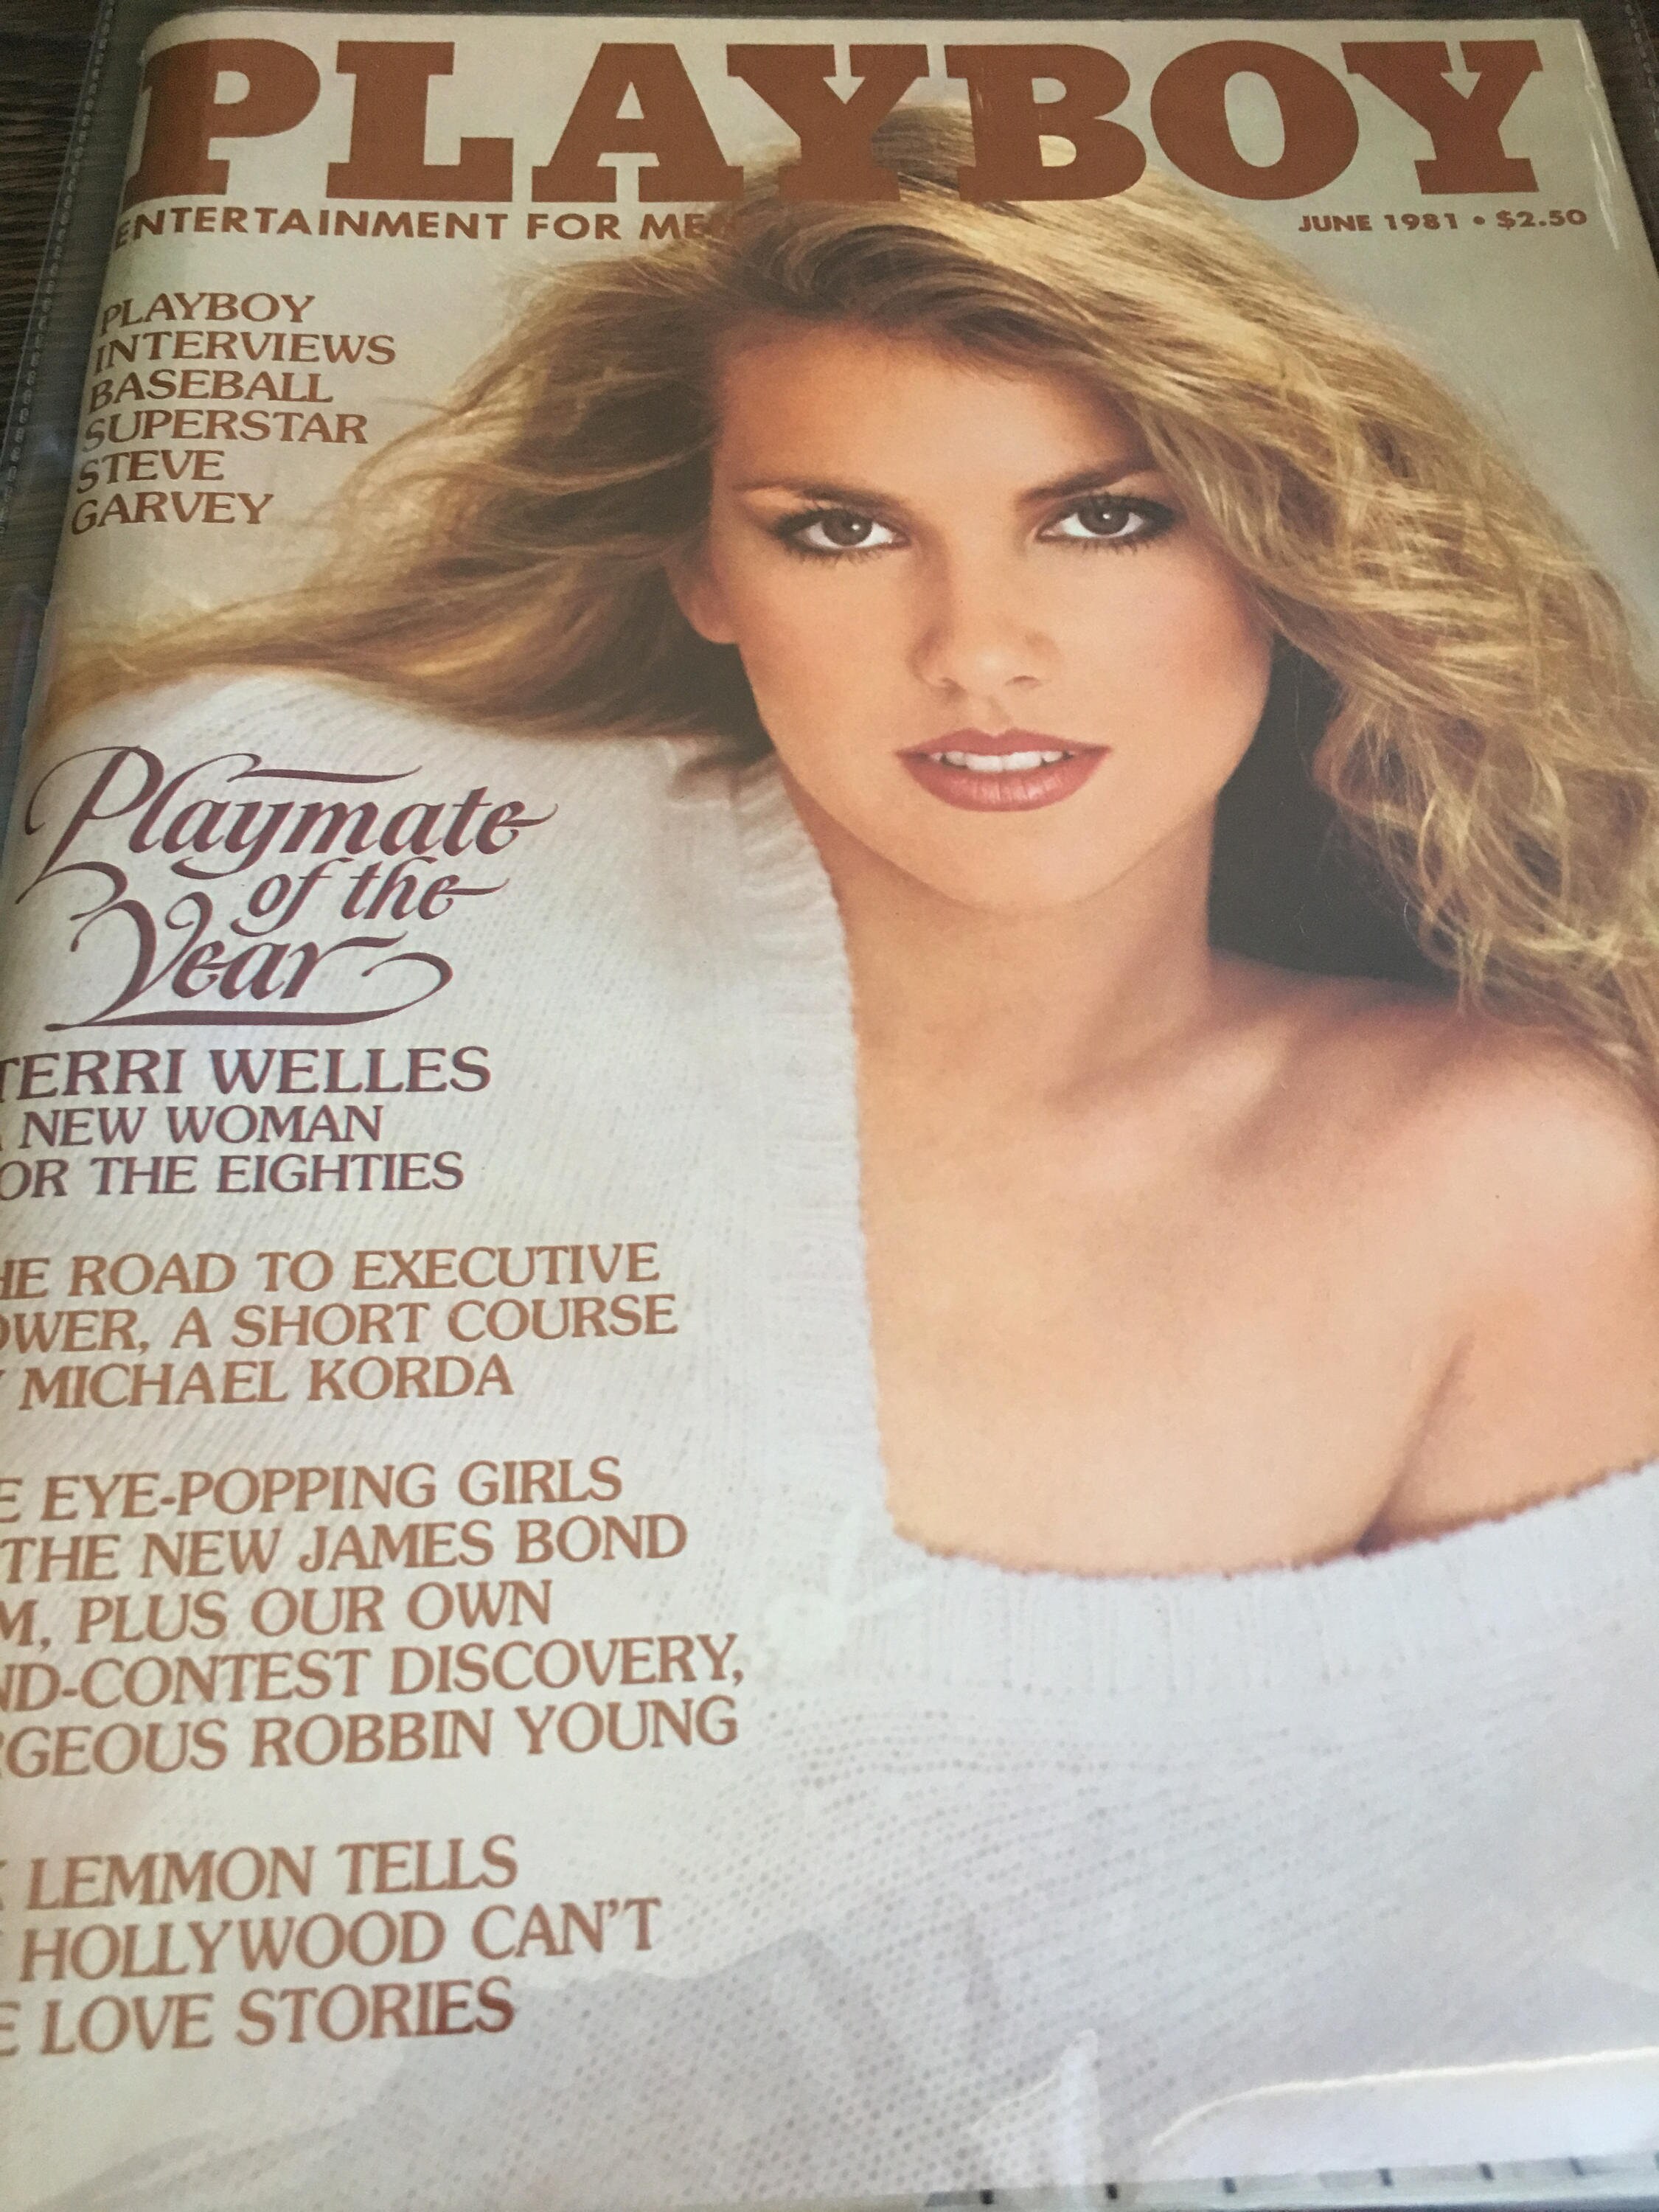 PLAYBOY
ENTERTAINMENT FOR MEN
JUNE 1981 • $2.50
PLAYBOY
INTERVIEWS
BASEBALL
SUPERSTAR
STEVE
GARVEY
Playmate
of the
Year
TERRI WELLES
NEW WOMAN
OR THE EIGHTIES
HE ROAD TO EXECUTIVE
OWER, A SHORT COURSE
MICHAEL KORDA
E EYE-POPPING GIRLS
THE NEW JAMES BOND
M, PLUS OUR OWN
ND-CONTEST DISCOVERY,
RGEOUS ROBBIN YOUNG
LEMMON TELLS
HOLLYWOOD CAN'T
E LOVE STORIES